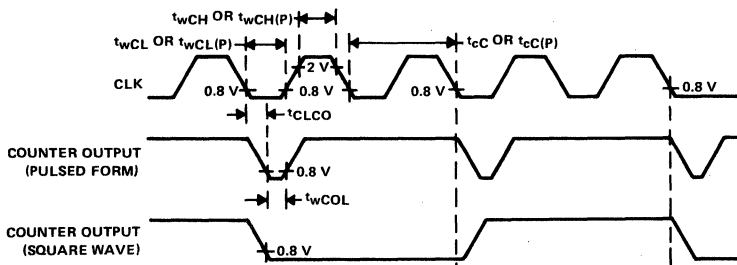 twCH OR twCH(P)
twCL OR twCL(P)
tcC OR tcC(P)
2 V
CLK
0.8 V
0.8 V
0.8 V
0.8 V
tCLCO
COUNTER OUTPUT
(PULSED FORM)
0.8 V
twCOL
COUNTER OUTPUT
(SQUARE WAVE)
0.8 V